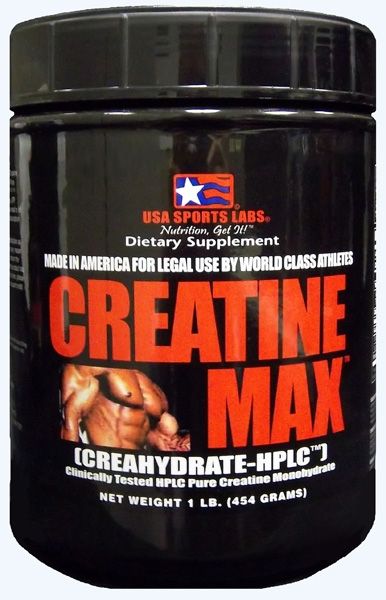 USA SPORTS LABS®
Nutrition, Get It!™
Dietary Supplement
MADE IN AMERICA FOR LEGAL USE BY WORLD CLASS ATHLETES
CREATINE
MAX™
(CREAHYDRATE-HPLC™)
Clinically Tested HPLC Pure Creatine Monohydrate
NET WEIGHT 1 LB. (454 GRAMS)